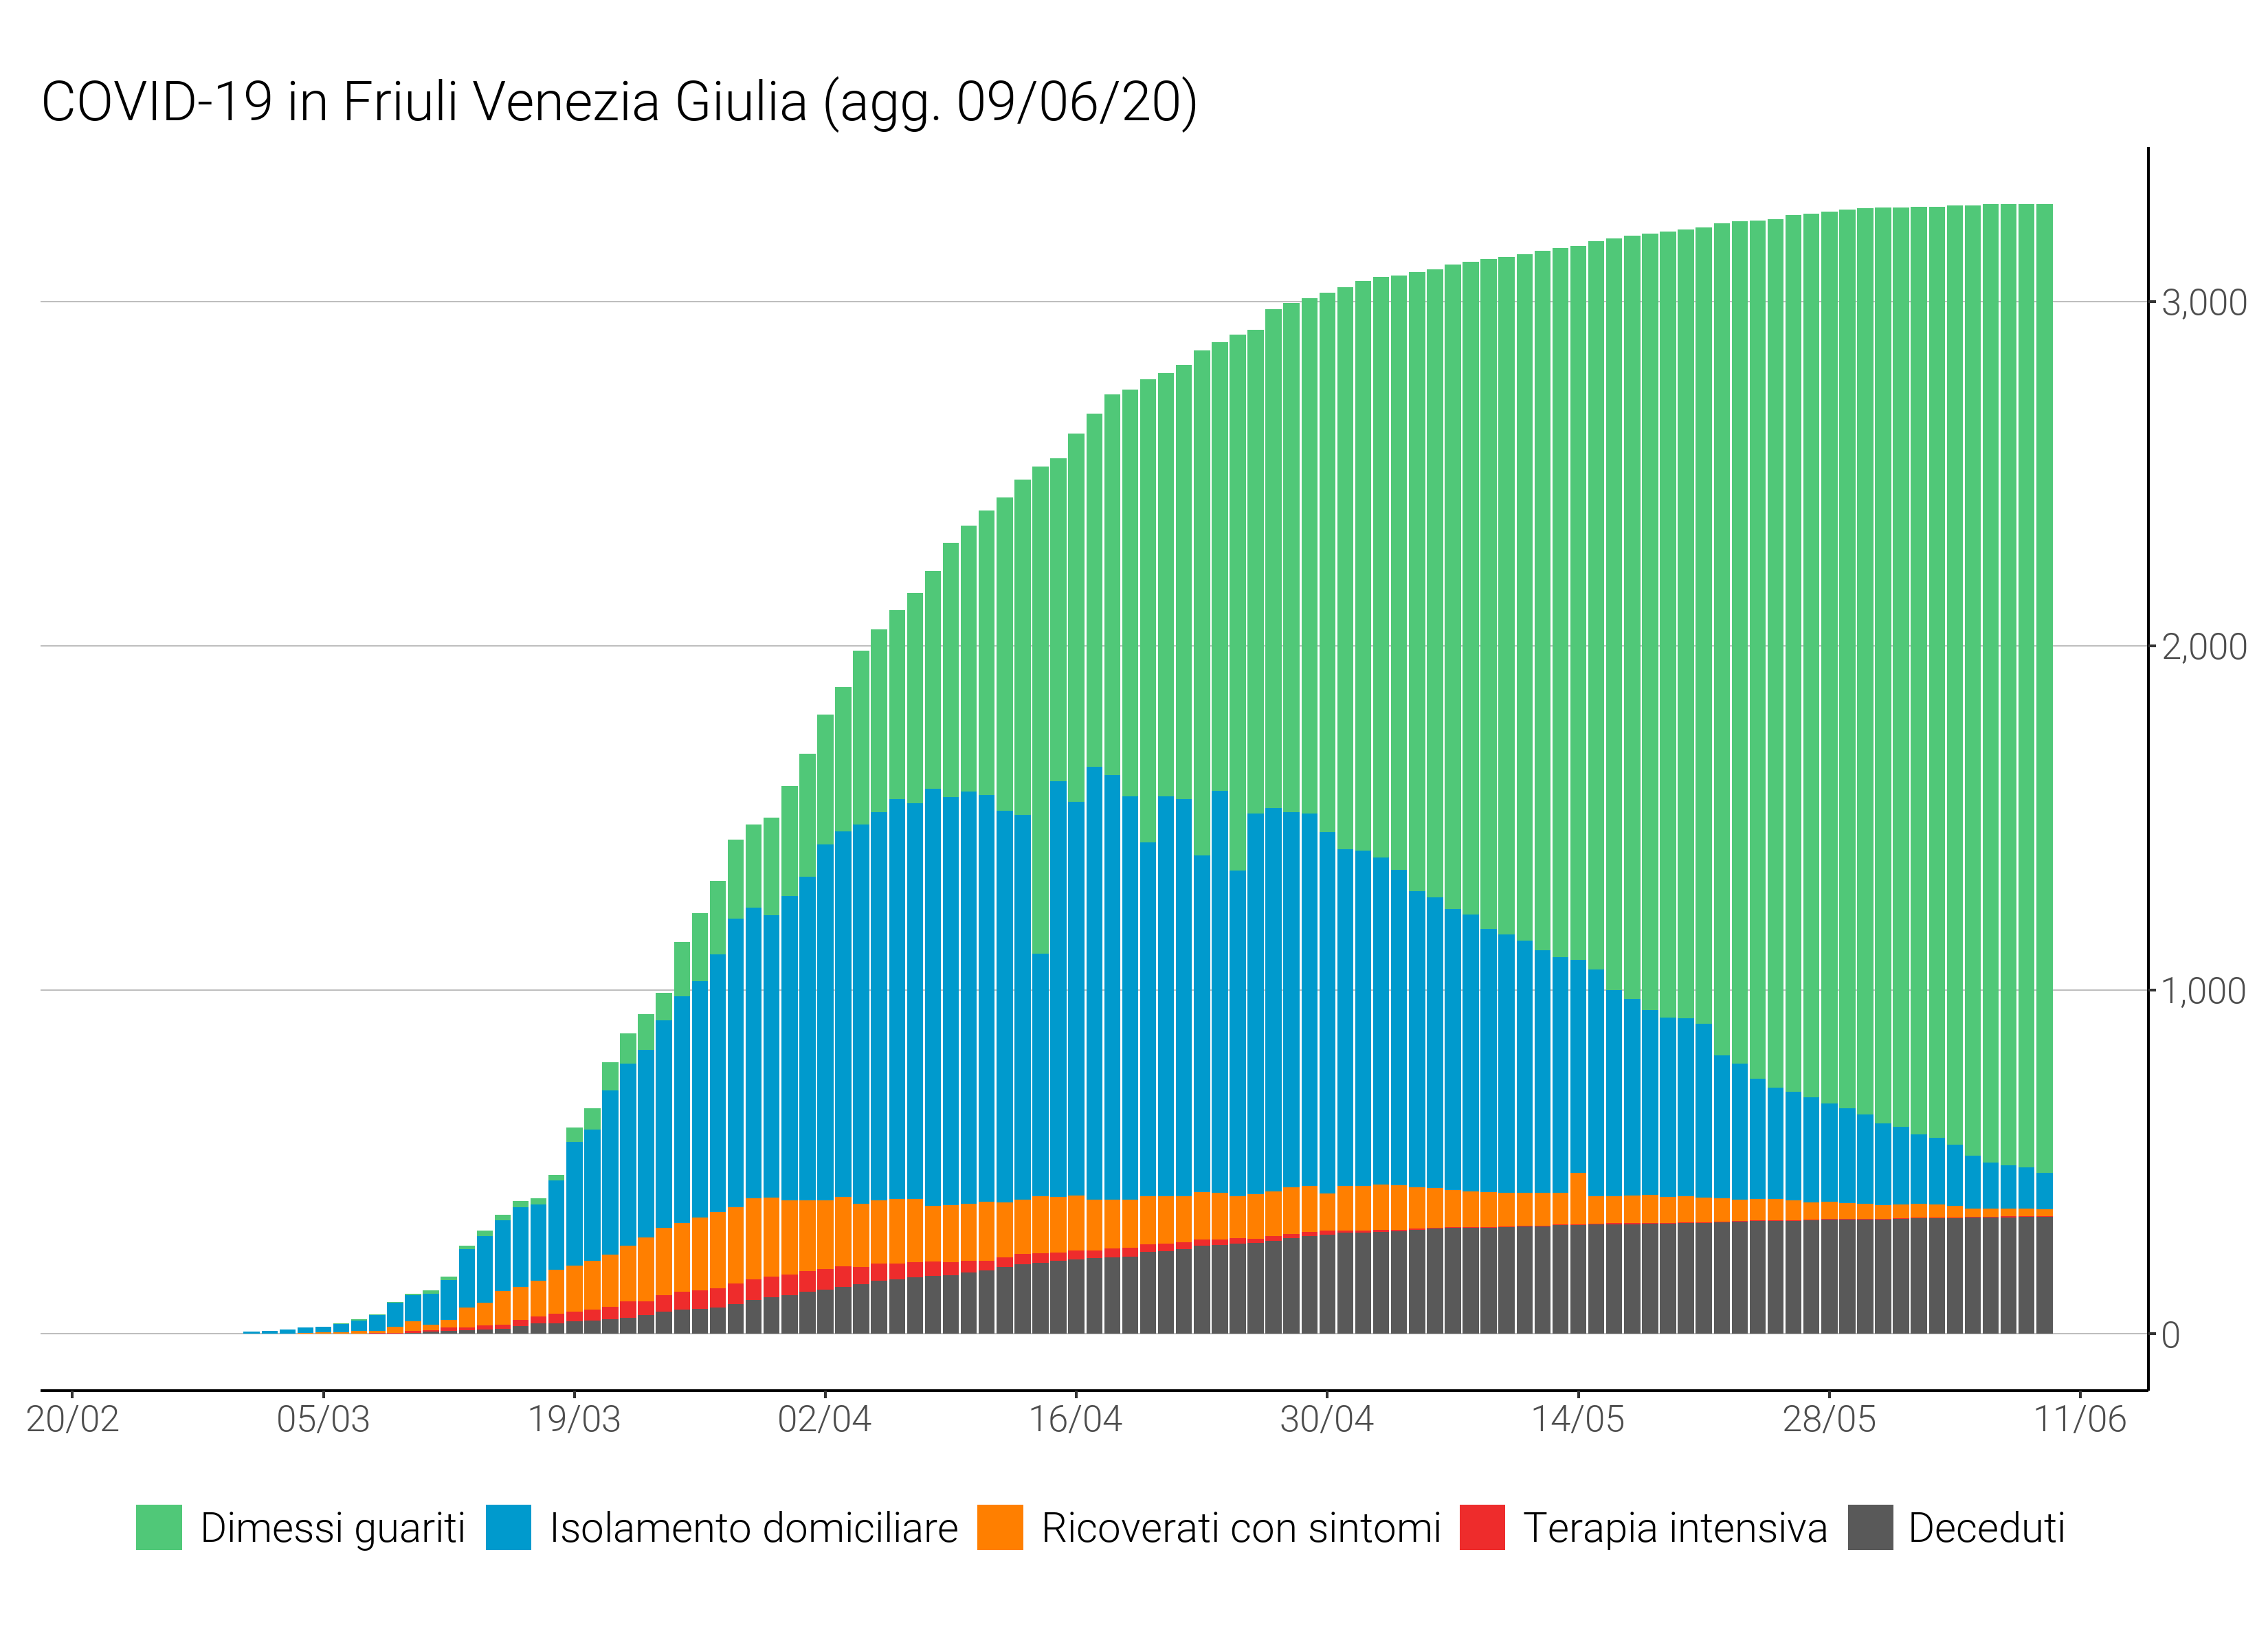 COVID-19 in Friuli Venezia Giulia (agg. 09/06/20)
3,000
2,000
1,000
0
20/02 05/03 19/03 02/04 16/04 30/04 14/05 28/05 11/06
Dimessi guariti Isolamento domiciliare Ricoverati con sintomi Terapia intensiva Deceduti